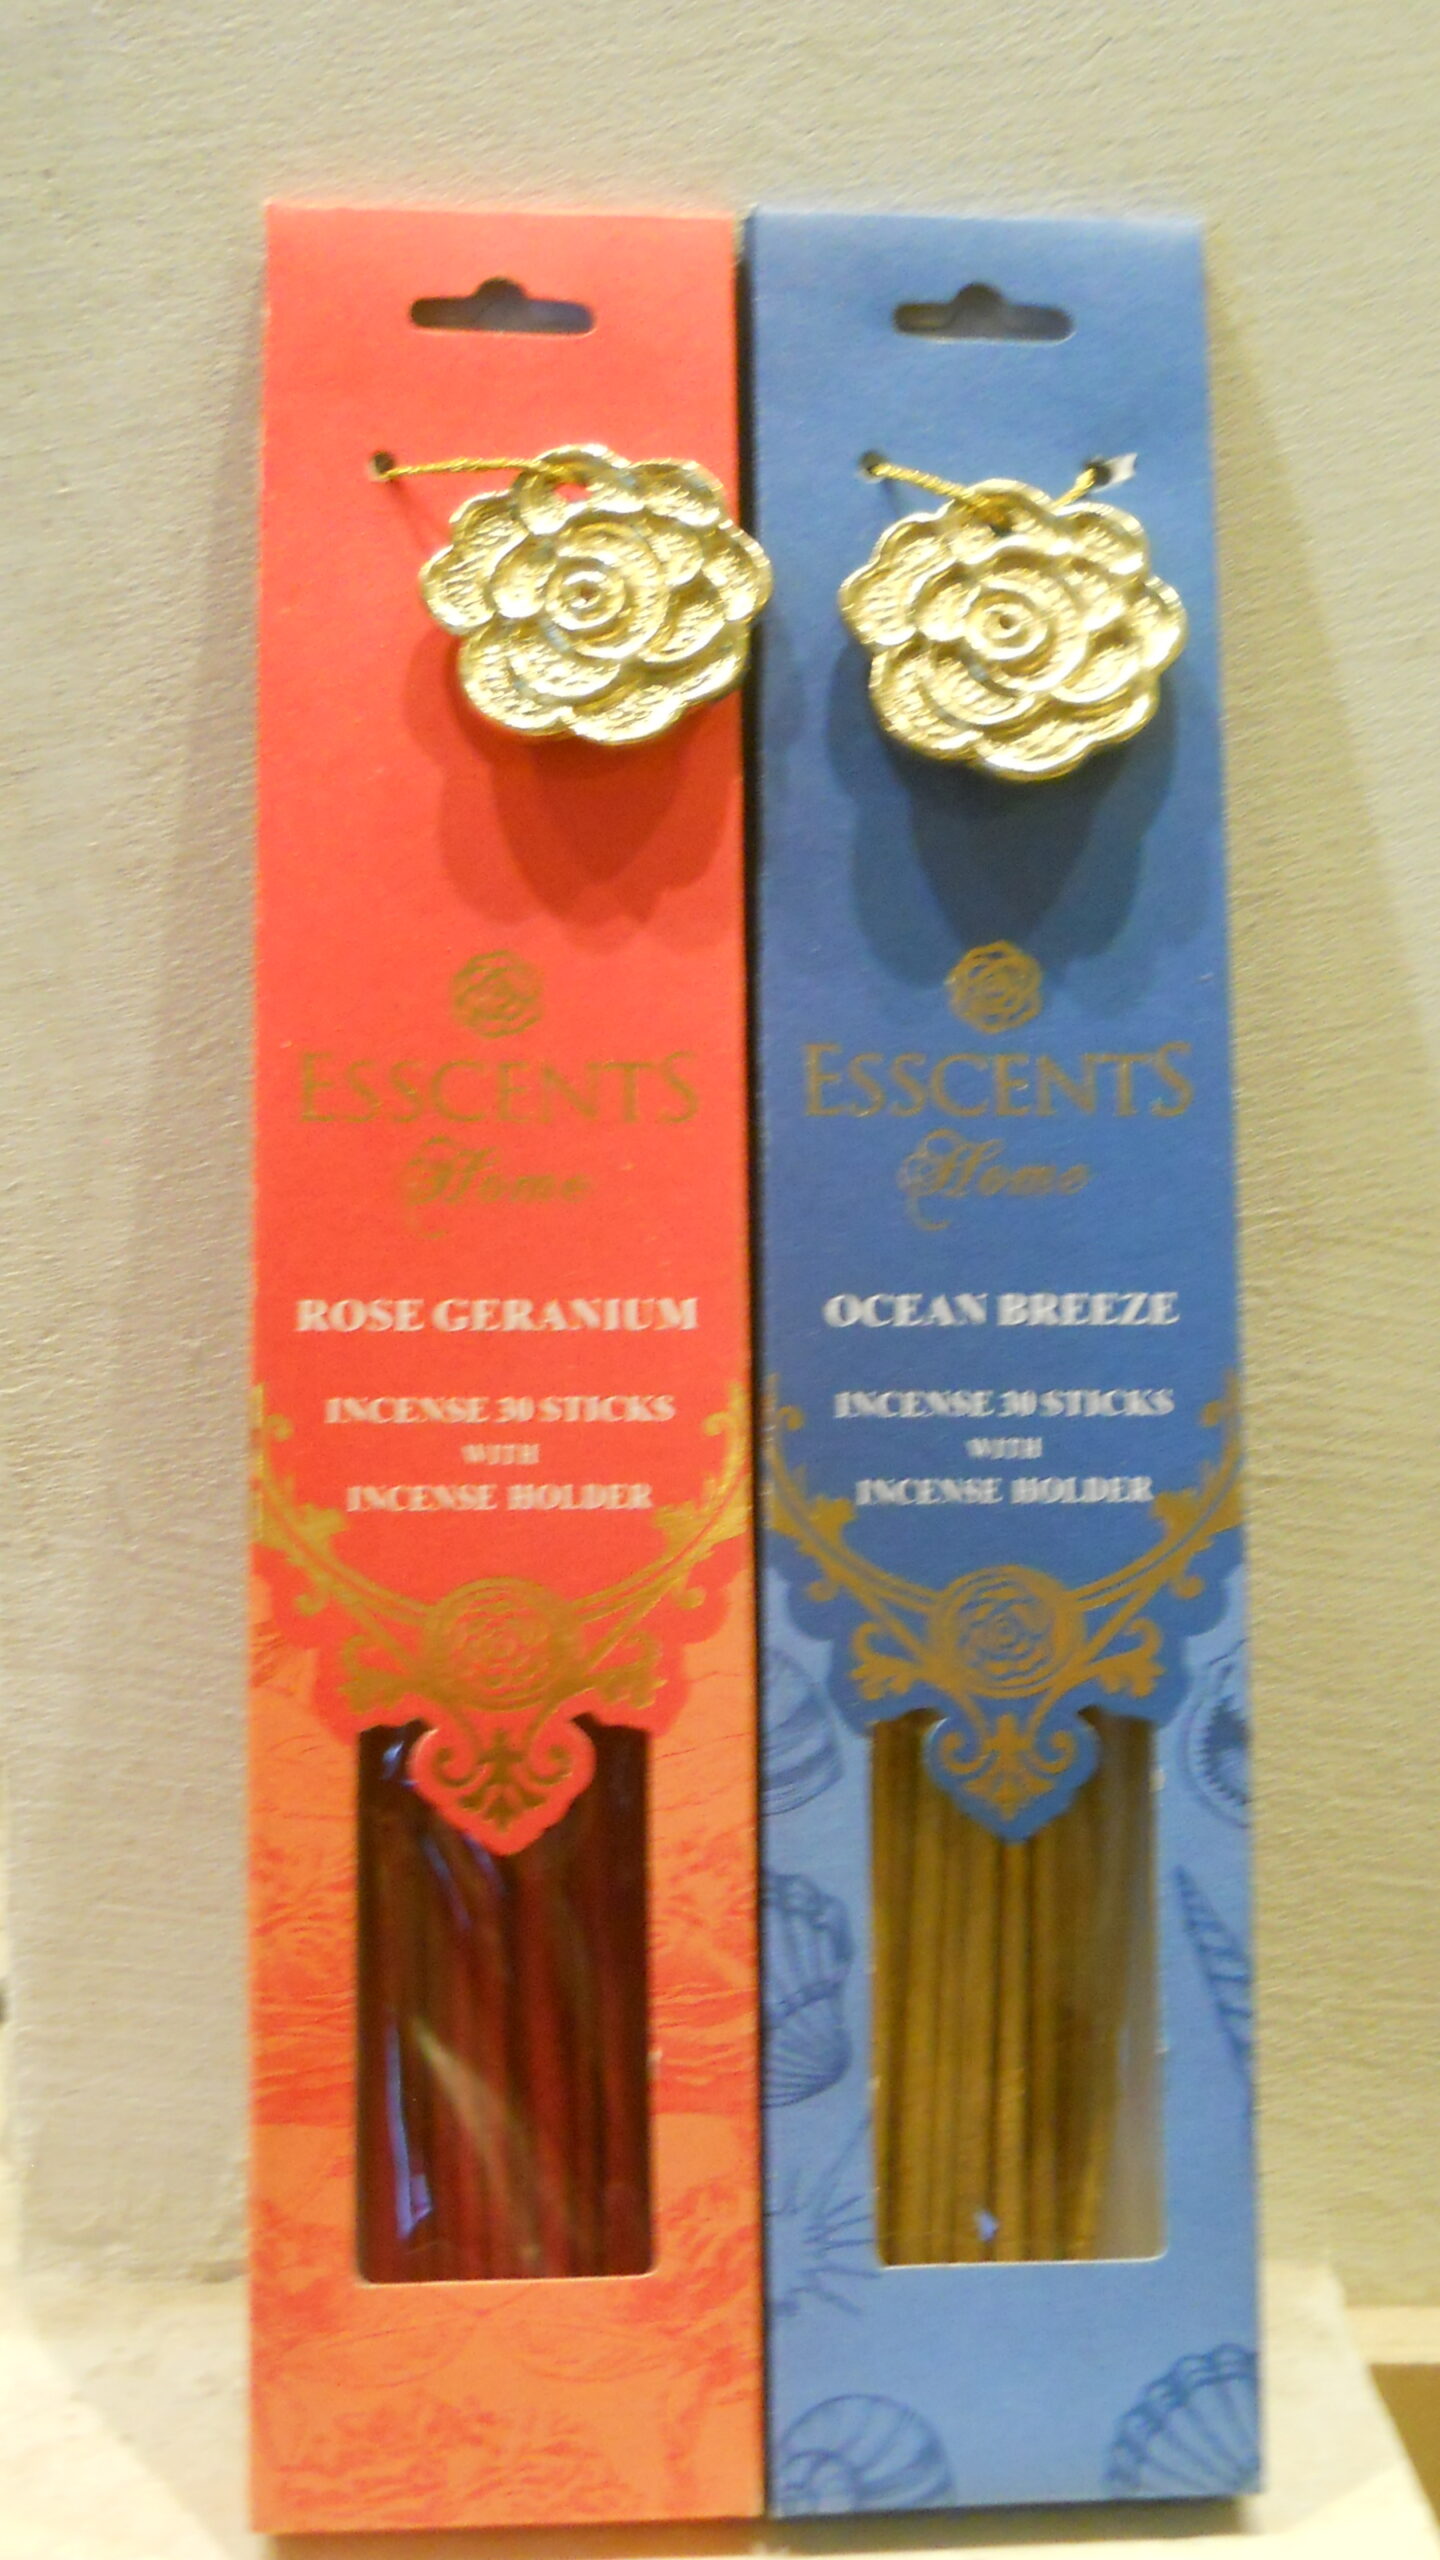 ESSCENTS
Home
ROSE GERANIUM
INCENSE 30 STICKS
WITH
INCENSE HOLDER
ESSCENTS
Home
OCEAN BREEZE
INCENSE 30 STICKS
WITH
INCENSE HOLDER